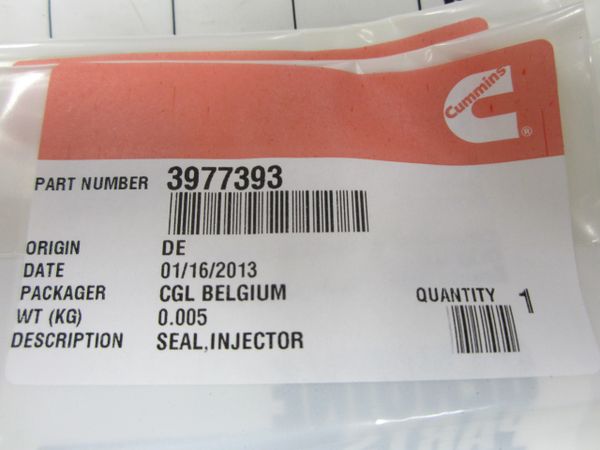 Cummins
®
PART NUMBER 3977393
ORIGIN DE
DATE 01/16/2013
PACKAGER CGL BELGIUM
WT (KG) 0.005
QUANTITY 1
DESCRIPTION SEAL,INJECTOR
PARTS